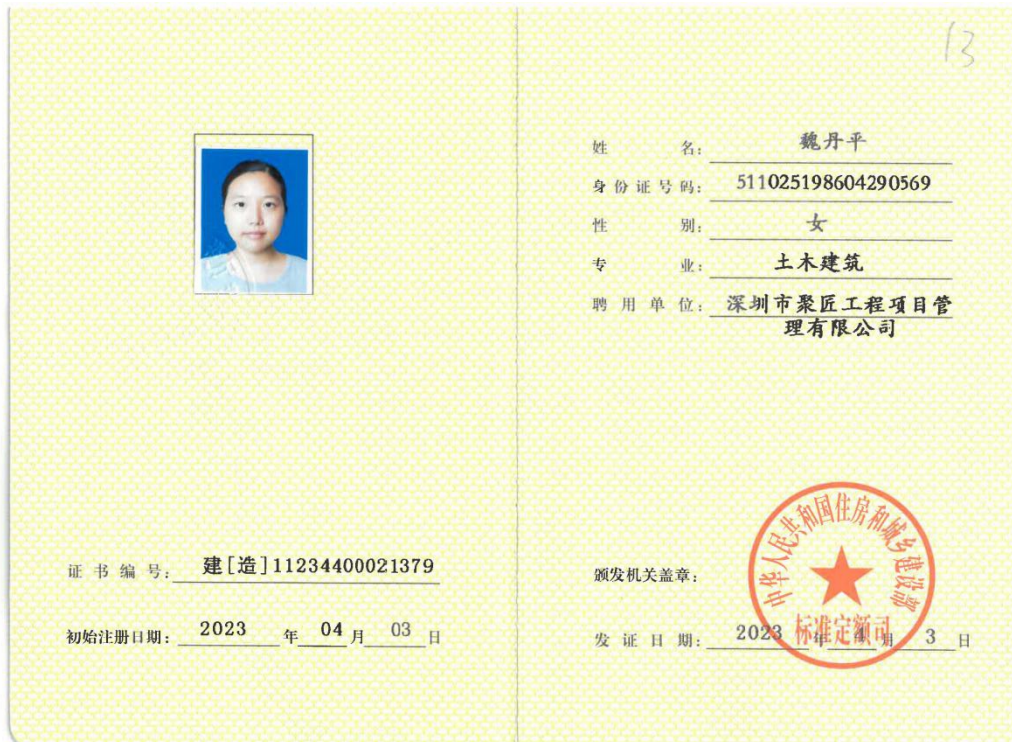 13
姓 名: 魏丹平
身份证号码: 511025198604290569
性 别: 女
专 业: 土木建筑
聘用单位: 深圳市聚匠工程项目管
理有限公司
证书编号: 建[造]11234400021379
初始注册日期: 2023 年 04 月 03 日
颁发机关盖章:
中华人民共和国住房和城乡建设部
标准定额司
发证日期: 2023 年 4 月 3 日